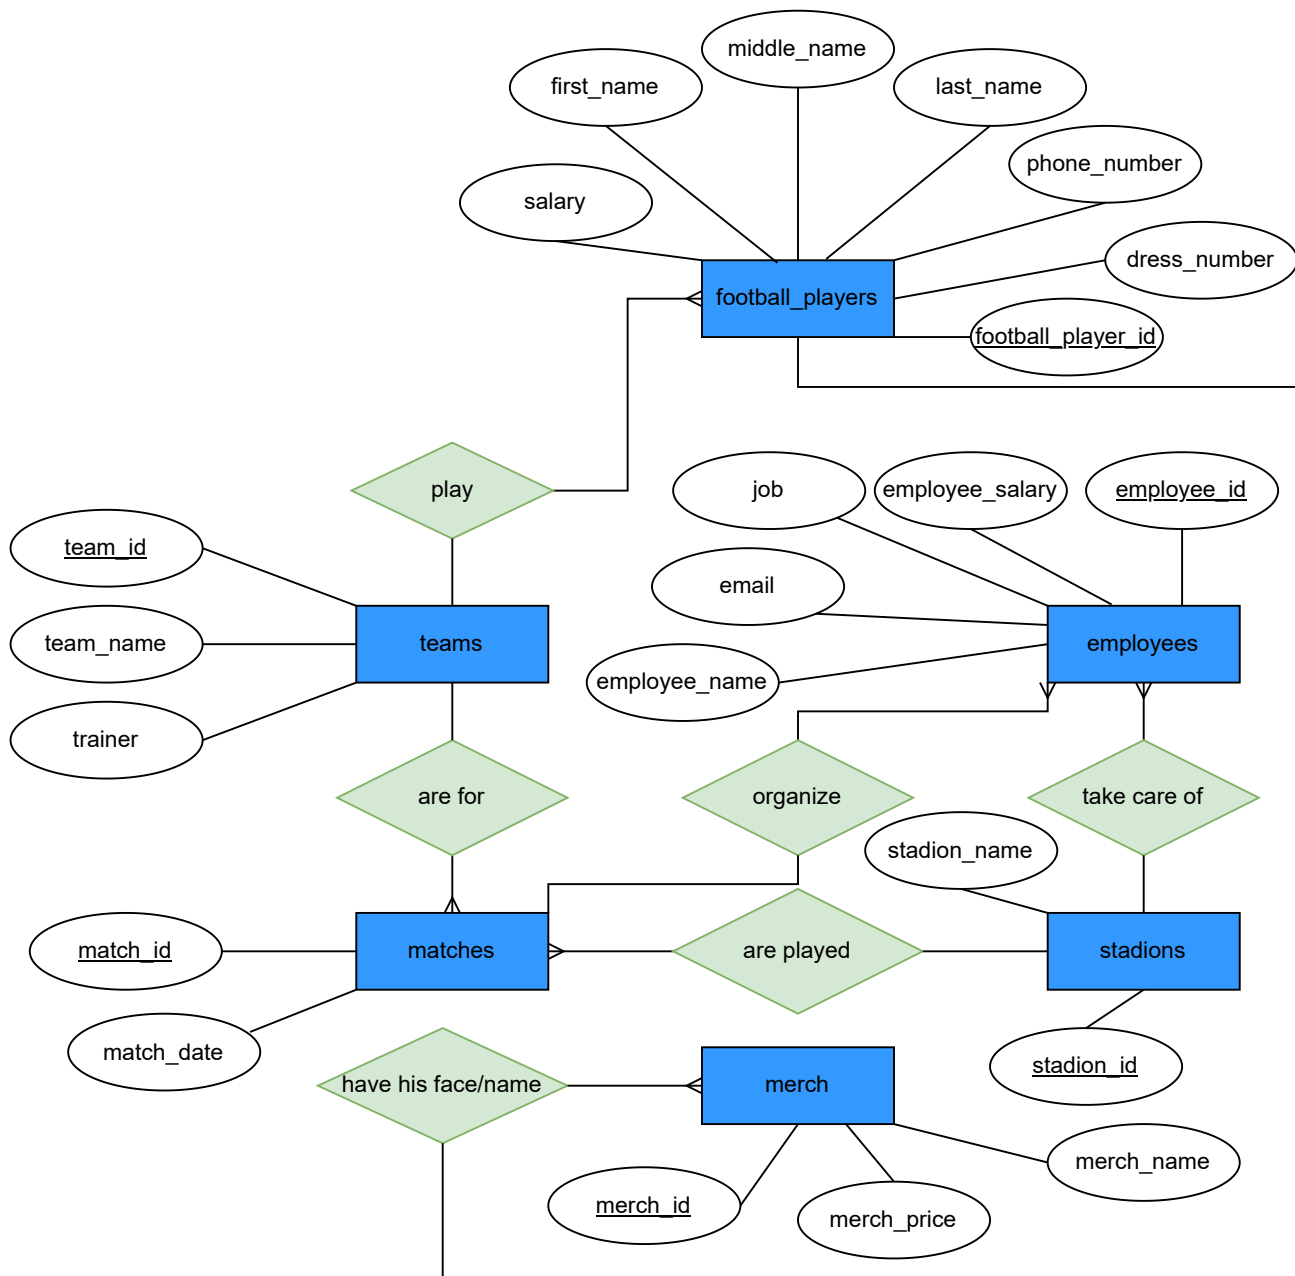 middle_name
first_name
last_name
phone_number
salary
dress_number
football_players
football_player_id
play
job
employee_salary
employee_id
team_id
email
team_name
teams
employees
employee_name
trainer
are for
organize
take care of
stadion_name
match_id
matches
are played
stadions
match_date
stadion_id
have his face/name
merch
merch_name
merch_id
merch_price